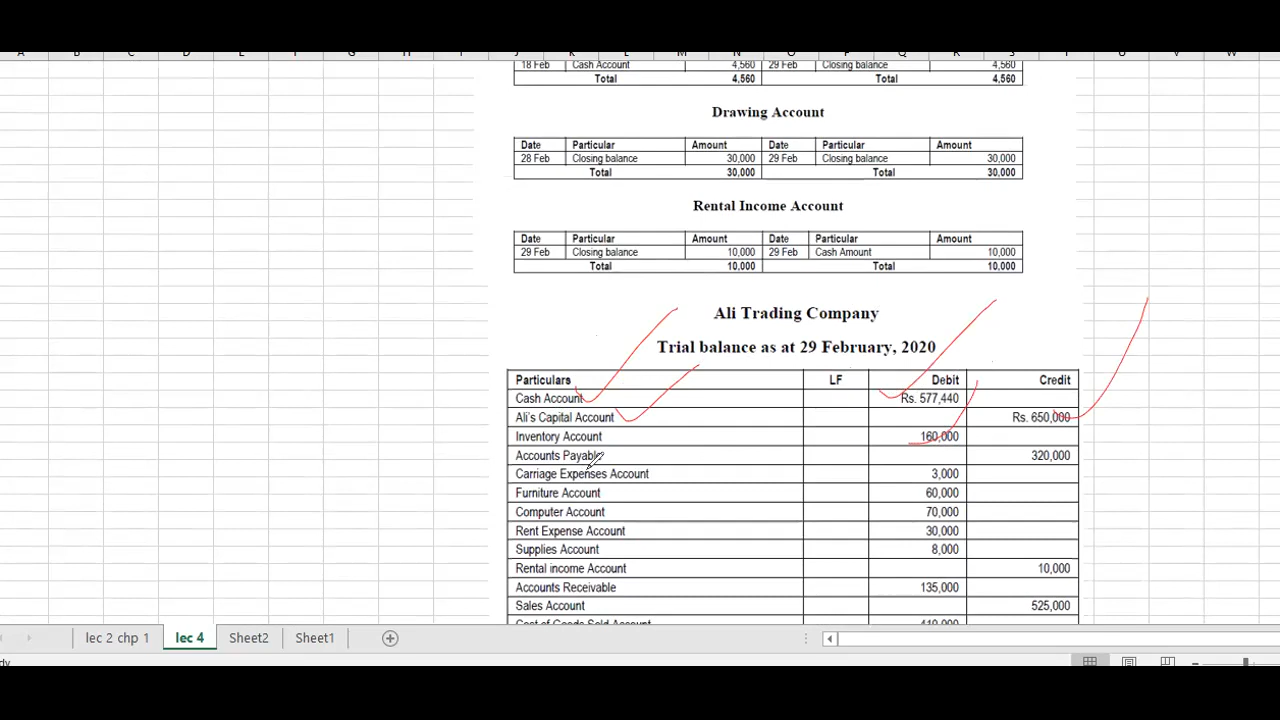 18 Feb Cash Account 4,560 29 Feb Closing balance 4,560
Total 4,560 Total 4,560
Drawing Account
Date Particular Amount Date Particular Amount
28 Feb Closing balance 30,000 29 Feb Closing balance 30,000
Total 30,000 Total 30,000
Rental Income Account
Date Particular Amount Date Particular Amount
29 Feb Closing balance 10,000 29 Feb Cash Amount 10,000
Total 10,000 Total 10,000
Ali Trading Company
Trial balance as at 29 February, 2020
Particulars LF Debit Credit
Cash Account Rs. 577,440
Ali's Capital Account Rs. 650,000
Inventory Account 160,000
Accounts Payable 320,000
Carriage Expenses Account 3,000
Furniture Account 60,000
Computer Account 70,000
Rent Expense Account 30,000
Supplies Account 8,000
Rental income Account 10,000
Accounts Receivable 135,000
Sales Account 525,000
Cost of Goods Sold Account
lec 2 chp 1 lec 4 Sheet2 Sheet1